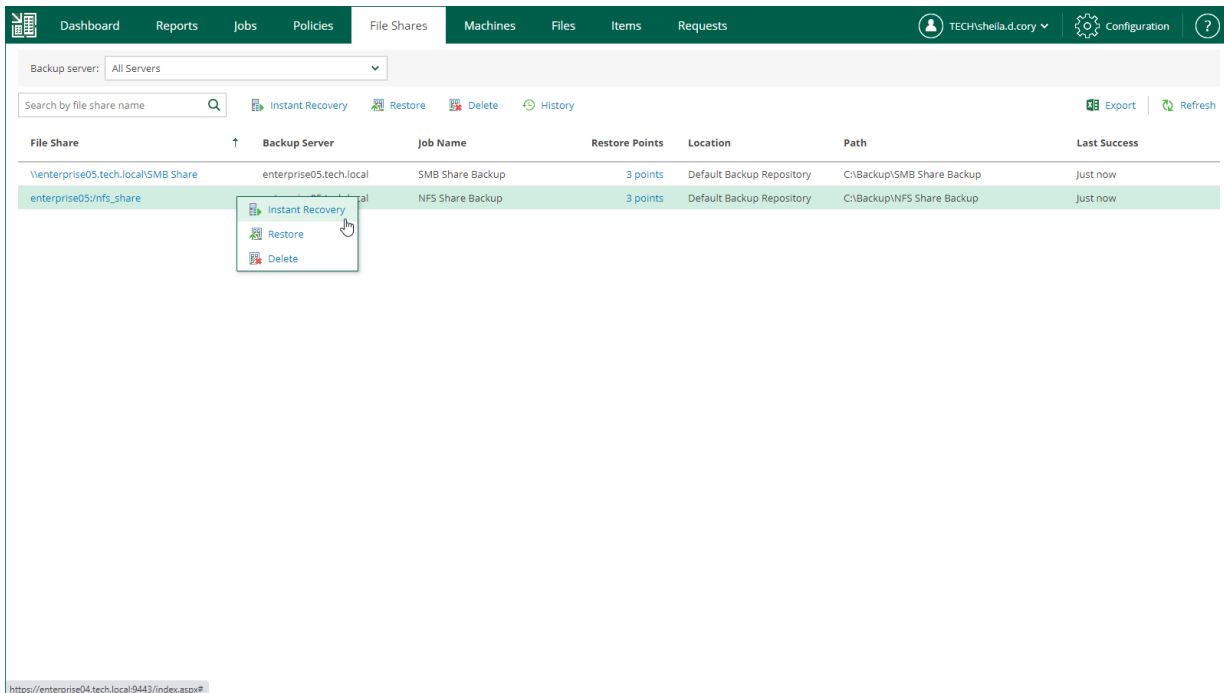 Dashboard Reports Jobs Policies File Shares Machines Files Items Requests TECH\sheila.d.cory Configuration ?
Backup server: All Servers
Search by file share name Instant Recovery Restore Delete History Export Refresh
File Share Backup Server Job Name Restore Points Location Path Last Success
\\enterprise05.tech.local\SMB Share enterprise05.tech.local SMB Share Backup 3 points Default Backup Repository C:\Backup\SMB Share Backup Just now
enterprise05:/nfs_share NFS Share Backup 3 points Default Backup Repository C:\Backup\NFS Share Backup Just now
Instant Recovery
Restore
Delete
https://enterprise04.tech.local:9443/index.aspx#